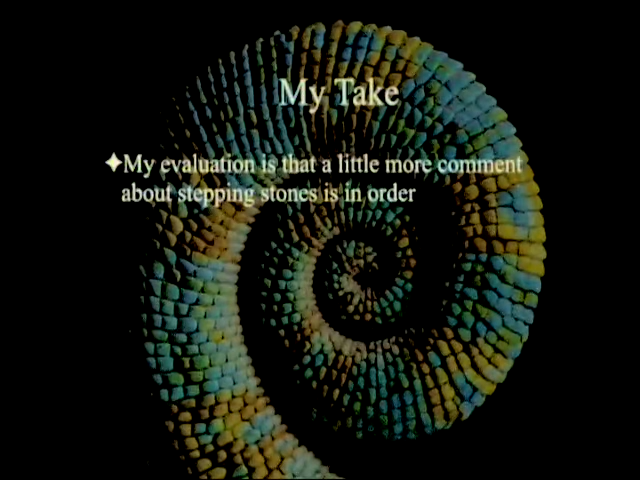 My Take
✦My evaluation is that a little more comment
about stepping stones is in order